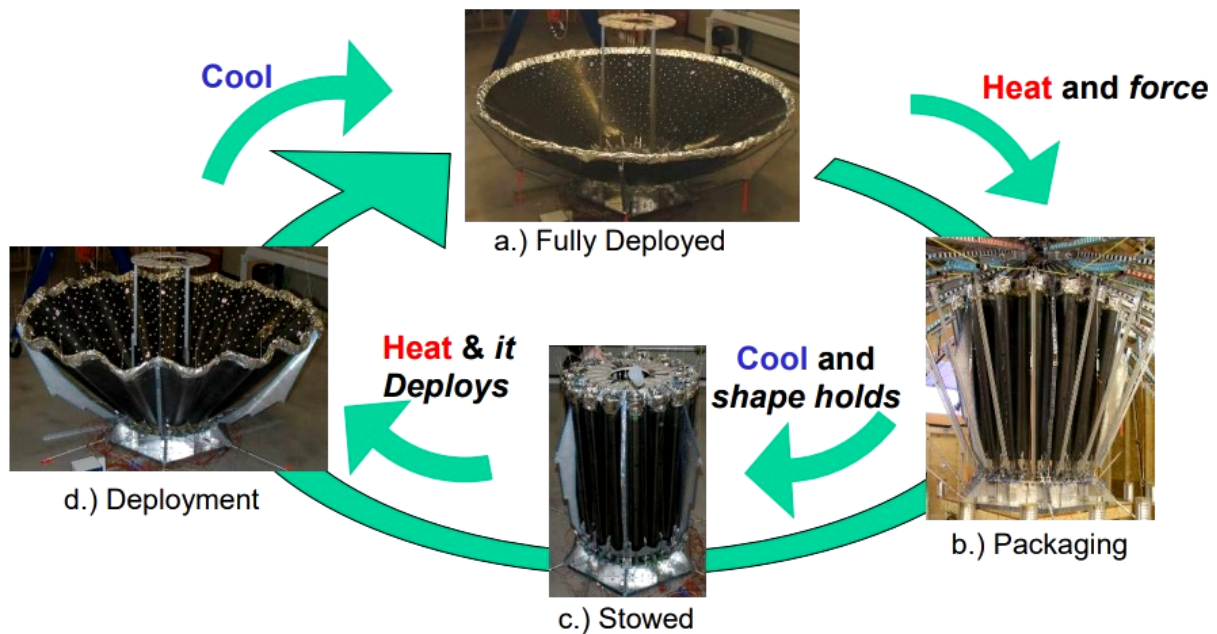 Cool
Heat and force
a.) Fully Deployed
Heat & it
Deploys
Cool and
shape holds
d.) Deployment
b.) Packaging
c.) Stowed